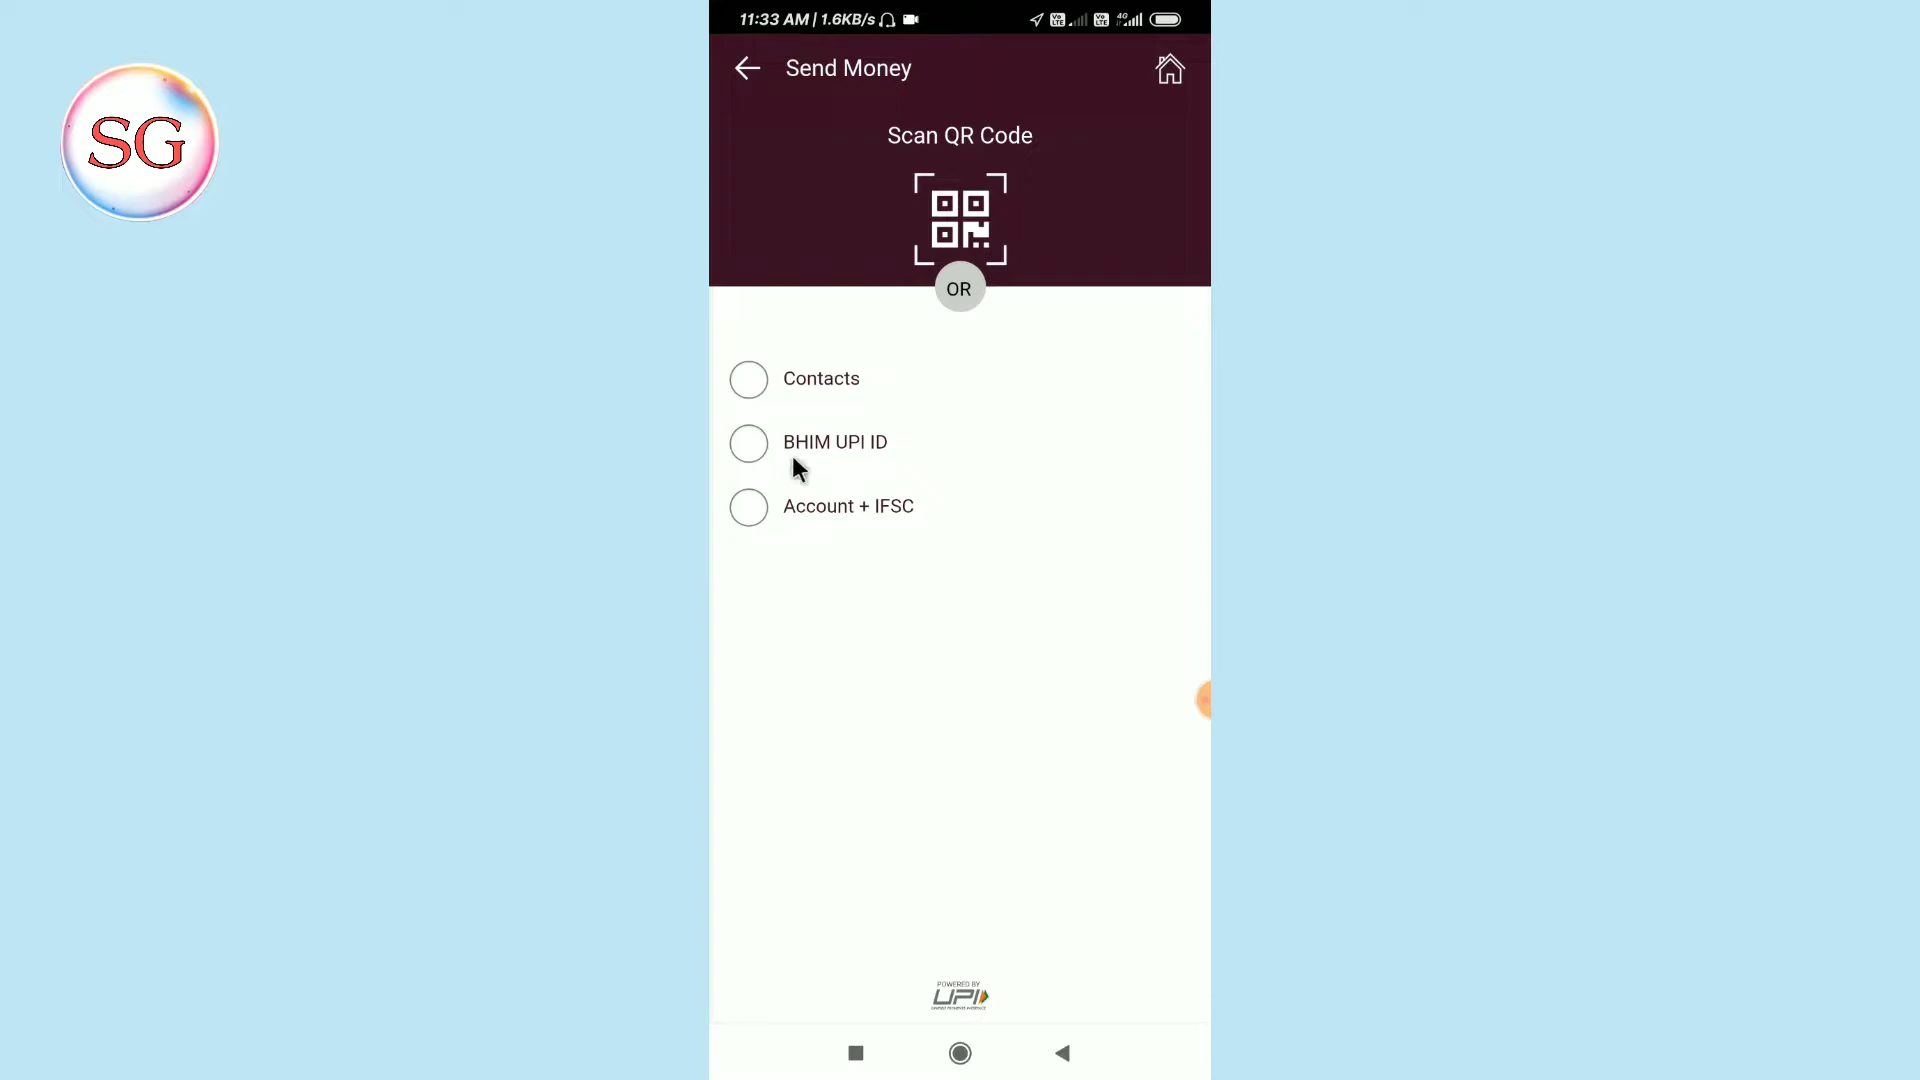 11:33 AM | 1.6KB/s
4G
SG
Send Money
Scan QR Code
OR
Contacts
BHIM UPI ID
Account + IFSC
POWERED BY
UPI